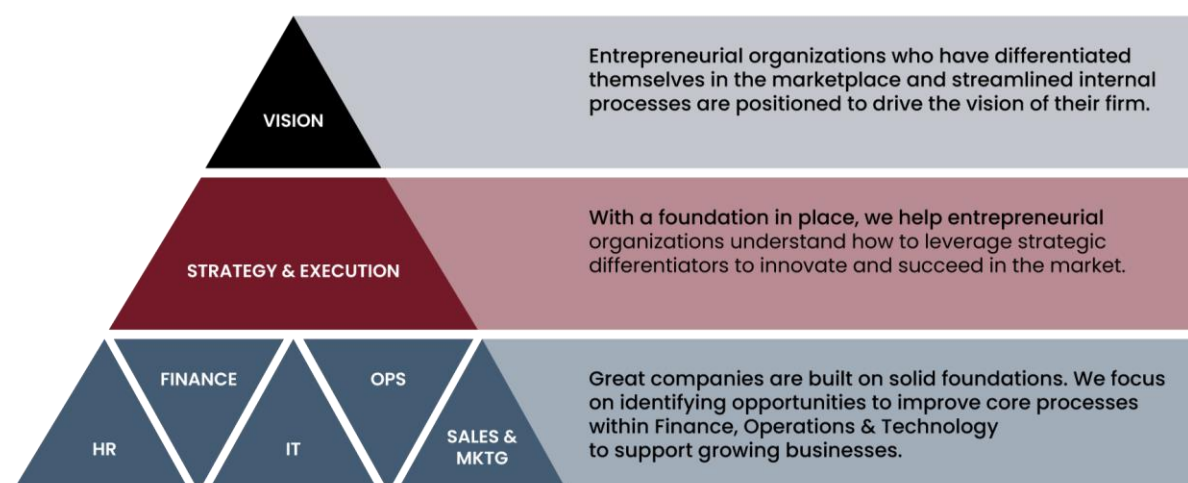 VISION
Entrepreneurial organizations who have differentiated
themselves in the marketplace and streamlined internal
processes are positioned to drive the vision of their firm.
STRATEGY & EXECUTION
With a foundation in place, we help entrepreneurial
organizations understand how to leverage strategic
differentiators to innovate and succeed in the market.
HR
FINANCE
IT
OPS
SALES &
MKTG
Great companies are built on solid foundations. We focus
on identifying opportunities to improve core processes
within Finance, Operations & Technology
to support growing businesses.